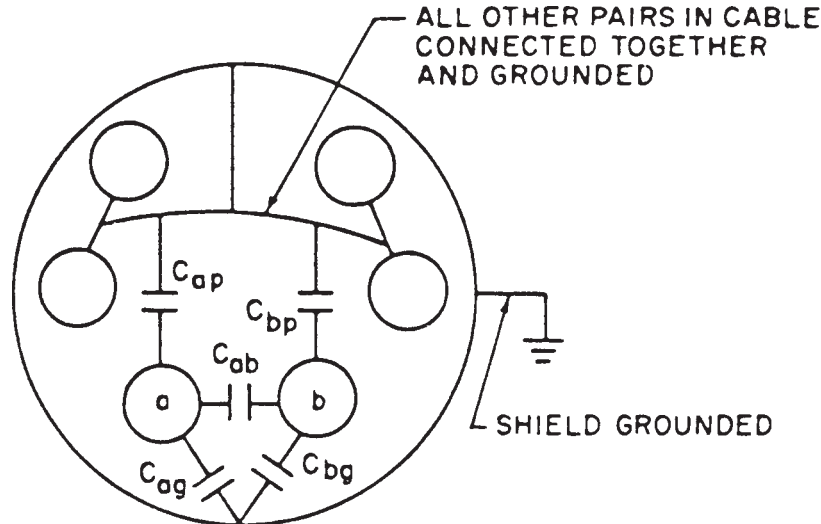 ALL OTHER PAIRS IN CABLE
CONNECTED TOGETHER
AND GROUNDED
Cap
Cbp
Cab
a
b
SHIELD GROUNDED
Cag
Cbg